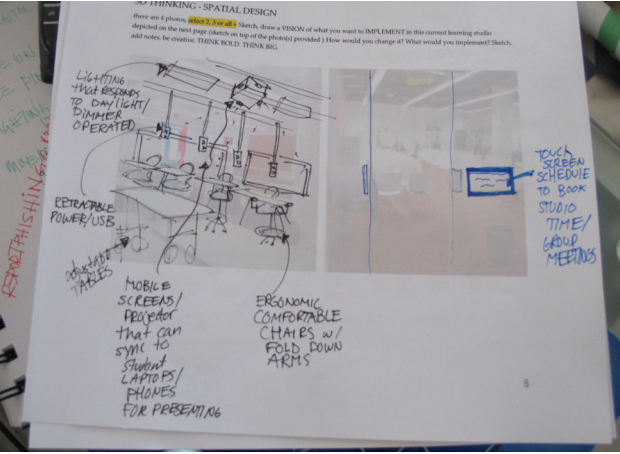 3D THINKING - SPATIAL DESIGN
there are 4 photos, select 2, 3 or all + Sketch, draw a VISION of what you want to IMPLEMENT in this current learning studio
depicted on the next page (sketch on top of the photo(s) provided ) How would you change it? What would you implement? Sketch,
add notes, be creative. THINK BOLD. THINK BIG.
LIGHTING
that RESPONDS
TO DAYLIGHT/
DIMMER
OPERATED
RETRACTABLE
POWER/USB
adjustable
TABLES
MOBILE
SCREENS/
Projector
that can
sync to
Student
LAPTOPS/
PHONES
FOR PRESENTING
ERGONOMIC
COMFORTABLE
CHAIRS w/
FOLD DOWN
ARMS
TOUCH
SCREEN
SCHEDULE
TO BOOK
STUDIO
TIME/
GROUP
MEETINGS
5